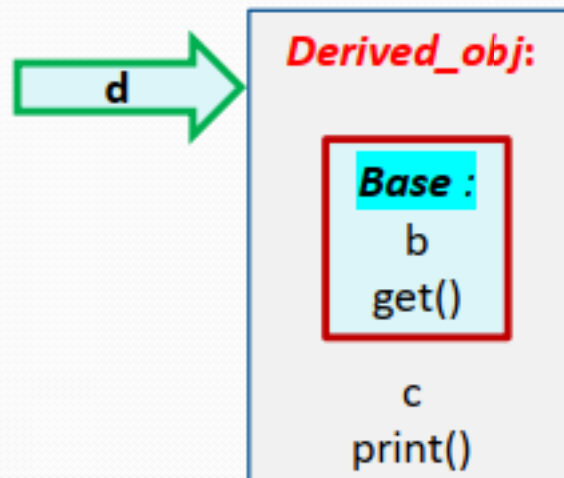 d
Derived_obj:
Base :
b
get()
c
print()